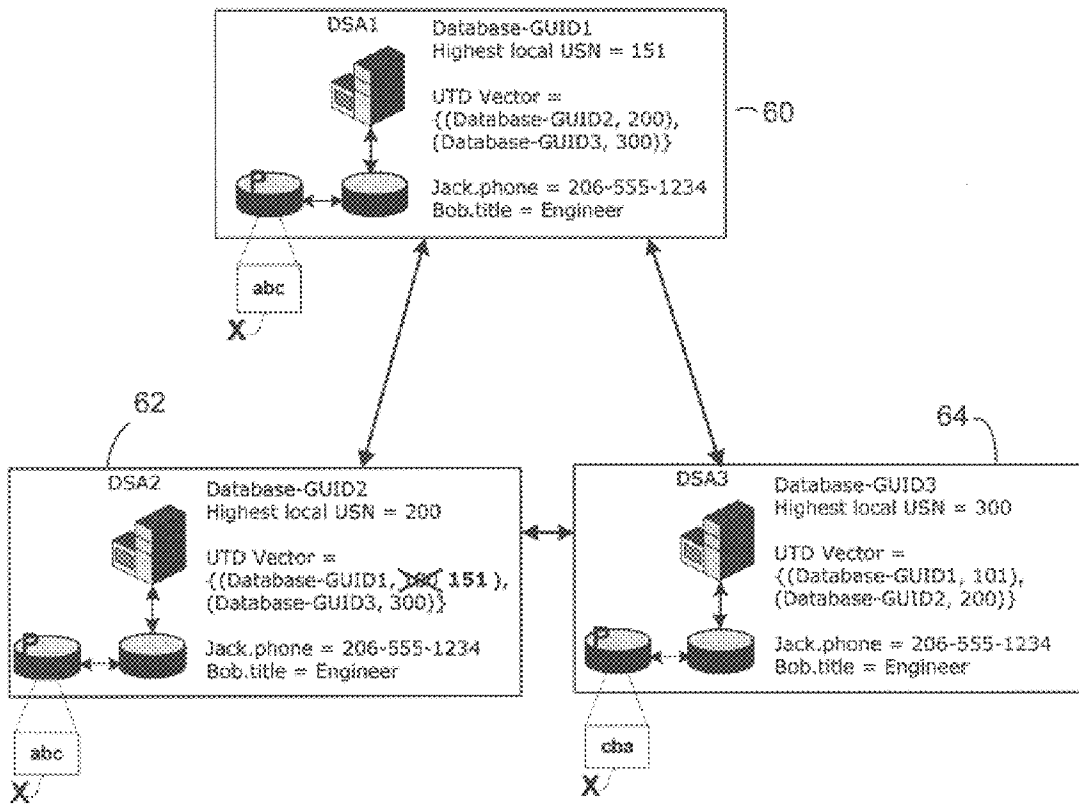 DSA1
Database-GUID1
Highest local USN = 151
UTD Vector =
{(Database-GUID2, 200),
(Database-GUID3, 300)}
Jack.phone = 206-555-1234
Bob.title = Engineer
P
abc
X
60
62
DSA2
Database-GUID2
Highest local USN = 200
UTD Vector =
{(Database-GUID1, 151),
(Database-GUID3, 300)}
Jack.phone = 206-555-1234
Bob.title = Engineer
P
abc
X
64
DSA3
Database-GUID3
Highest local USN = 300
UTD Vector =
{(Database-GUID1, 101),
(Database-GUID2, 200)}
Jack.phone = 206-555-1234
Bob.title = Engineer
P
cba
X